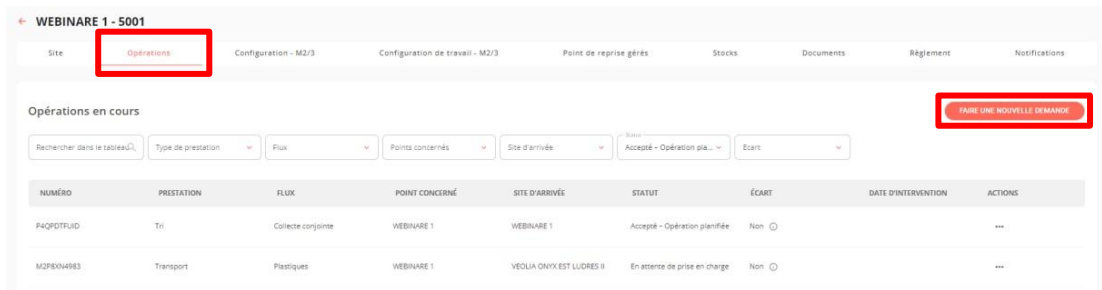 ← WEBINARE 1 - 5001
Site Opérations Configuration - M2/3 Configuration de travail - M2/3 Point de reprise gérés Stocks Documents Règlement Notifications
Opérations en cours
FAIRE UNE NOUVELLE DEMANDE
Statut
Rechercher dans le tableau Type de prestation Flux Points concernés Site d'arrivée Accepté – Opération pla... Ecart
NUMÉRO PRESTATION FLUX POINT CONCERNÉ SITE D'ARRIVÉE STATUT ÉCART DATE D'INTERVENTION ACTIONS
P4QPDTFUID Tri Collecte conjointe WEBINARE 1 WEBINARE 1 Accepté – Opération planifiée Non ...
M2P8XN4983 Transport Plastiques WEBINARE 1 VEOLIA ONYX EST LUDRES II En attente de prise en charge Non ...